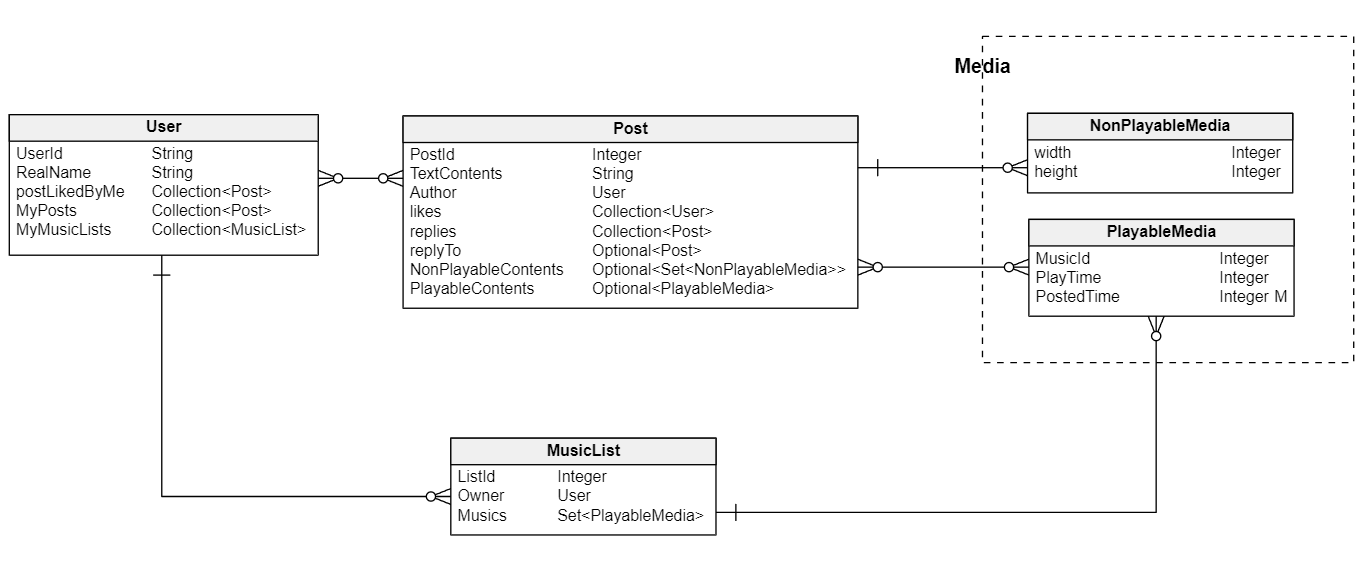 Media
User
UserId String
RealName String
postLikedByMe Collection<Post>
MyPosts Collection<Post>
MyMusicLists Collection<MusicList>
Post
PostId Integer
TextContents String
Author User
likes Collection<User>
replies Collection<Post>
replyTo Optional<Post>
NonPlayableContents Optional<Set<NonPlayableMedia>>
PlayableContents Optional<PlayableMedia>
NonPlayableMedia
width Integer
height Integer
PlayableMedia
MusicId Integer
PlayTime Integer
PostedTime Integer M
MusicList
ListId Integer
Owner User
Musics Set<PlayableMedia>